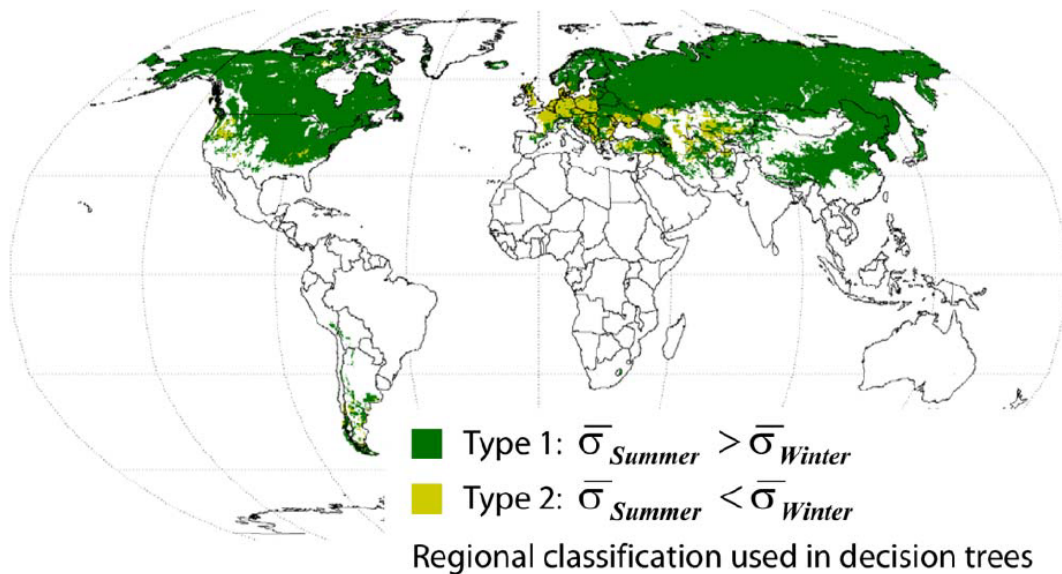 Type 1: σ̅ Summer > σ̅ Winter
Type 2: σ̅ Summer < σ̅ Winter
Regional classification used in decision trees